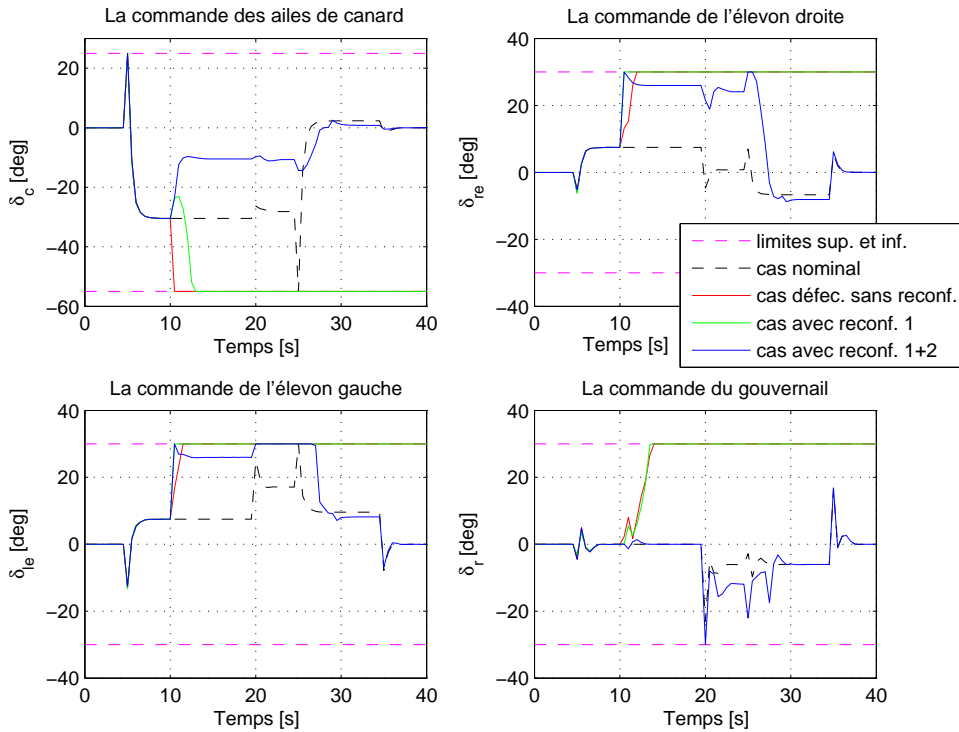 La commande des ailes de canard
20
0
−20
−40
−60
δc [deg]
0 10 20 30 40
Temps [s]
La commande de l'élevon droite
40
20
0
−20
−40
δre [deg]
0 10 20 30 40
Temps [s]
limites sup. et inf.
cas nominal
cas défec. sans reconf.
cas avec reconf. 1
cas avec reconf. 1+2
La commande de l'élevon gauche
40
20
0
−20
−40
δle [deg]
0 10 20 30 40
Temps [s]
La commande du gouvernail
40
20
0
−20
−40
δr [deg]
0 10 20 30 40
Temps [s]